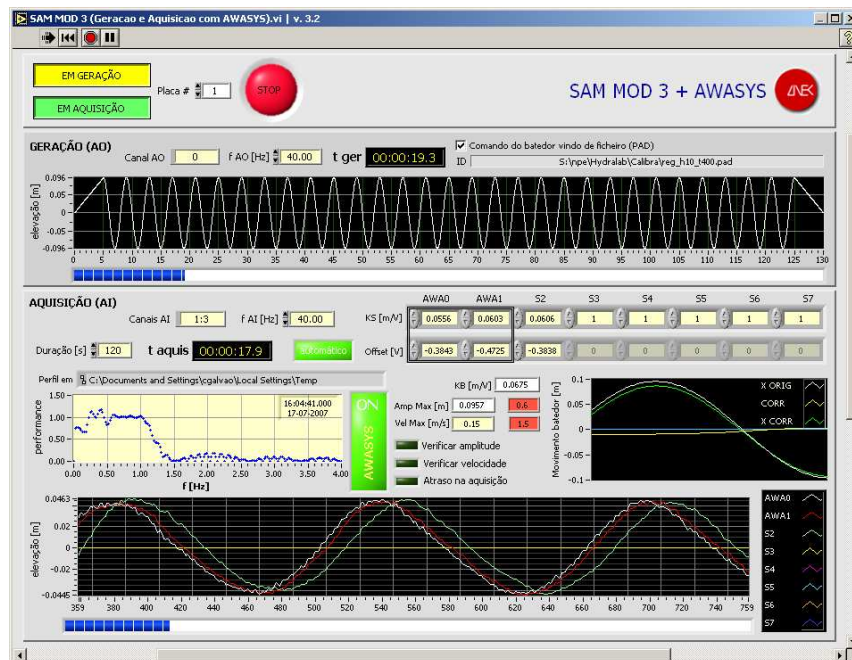 SAM MOD 3 (Geracao e Aquisicao com AWASYS).vi | v. 3.2
EM GERAÇÃO
EM AQUISIÇÃO
Placa # 1
STOP
SAM MOD 3 + AWASYS
GERAÇÃO (AO)
Canal AO 0 f AO [Hz] 40.00 t ger 00:00:19.3
Comando do batedor vindo de ficheiro (PAD)
ID S:\npe\Hydralab\Calibra\reg_h10_t400.pad
elevação [m]
0.096
0.05
0
-0.05
-0.096
0 5 10 15 20 25 30 35 40 45 50 55 60 65 70 75 80 85 90 95 100 105 110 115 120 125 130
AQUISIÇÃO (AI)
Canais AI 1:3 f AI [Hz] 40.00
AWA0 AWA1 S2 S3 S4 S5 S6 S7
KS [m/V] 0.0556 0.0603 0.0606 1 1 1 1 1
Duração [s] 120 t aquis 00:00:17.9 automático
Offset [V] -0.3843 -0.4725 -0.3838 0 0 0 0 0
Perfil em C:\Documents and Settings\cgalvao\Local Settings\Temp
performance
1.50
1.00
0.50
0.00
16:04:41.000
17-07-2007
0.00 0.50 1.00 1.50 2.00 2.50 3.00 3.50 4.00
f [Hz]
ON
AWASYS
KB [m/V] 0.0675
Amp Max [m] 0.0957 0.6
Vel Max [m/s] 0.15 1.5
Verificar amplitude
Verificar velocidade
Atraso na aquisição
Movimento batedor [m]
0.1
0.05
0
-0.05
-0.1
X ORIG
CORR
X CORR
elevação [m]
0.0463
0.02
0
-0.02
-0.0445
359 380 400 420 440 460 480 500 520 540 560 580 600 620 640 660 680 700 720 740 759
AWA0
AWA1
S2
S3
S4
S5
S6
S7